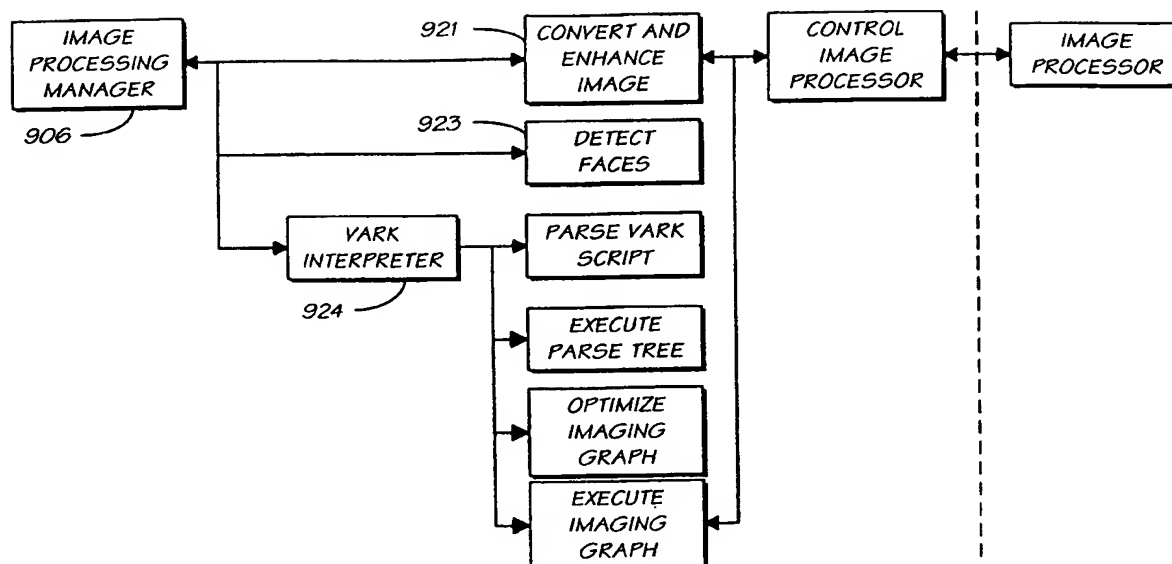 IMAGE
PROCESSING
MANAGER
906
921
CONVERT AND
ENHANCE
IMAGE
CONTROL
IMAGE
PROCESSOR
IMAGE
PROCESSOR
923
DETECT
FACES
VARK
INTERPRETER
924
PARSE VARK
SCRIPT
EXECUTE
PARSE TREE
OPTIMIZE
IMAGING
GRAPH
EXECUTE
IMAGING
GRAPH